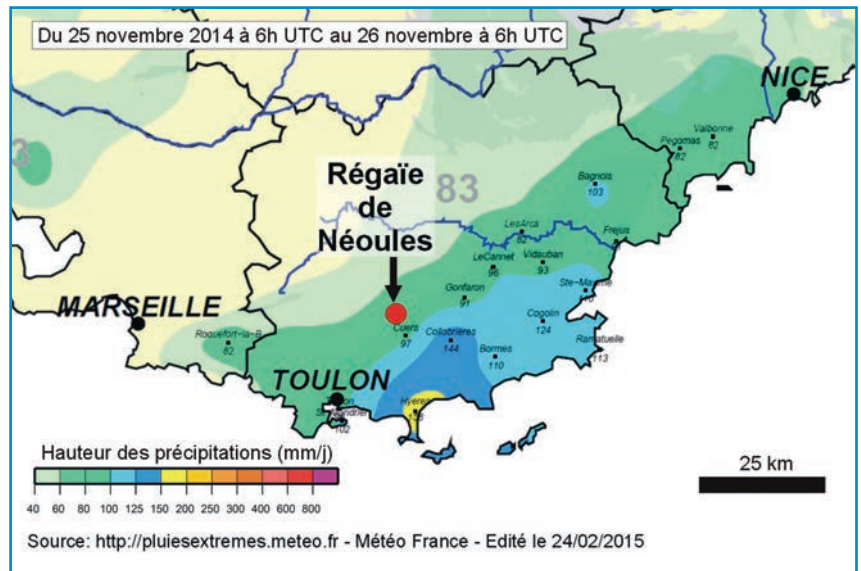 Du 25 novembre 2014 à 6h UTC au 26 novembre à 6h UTC
NICE
Valbonne
82
Pegomas
82
3
Régaïe
de
Néoules
83
Bagnols
103
LesArcs
82
Frejus
LeCannet
96
Vidauban
93
Gonfaron
91
Ste-Maxime
MARSEILLE
Cogolin
124
Roquefort-la-B
82
Cuers
97
Collobrieres
144
Ramatuelle
113
Bormes
110
TOULON
Hyeres
102
Hauteur des précipitations (mm/j)
40 60 80 100 125 150 200 250 300 400 600 800
25 km
Source: http://pluiesextremes.meteo.fr - Météo France - Edité le 24/02/2015